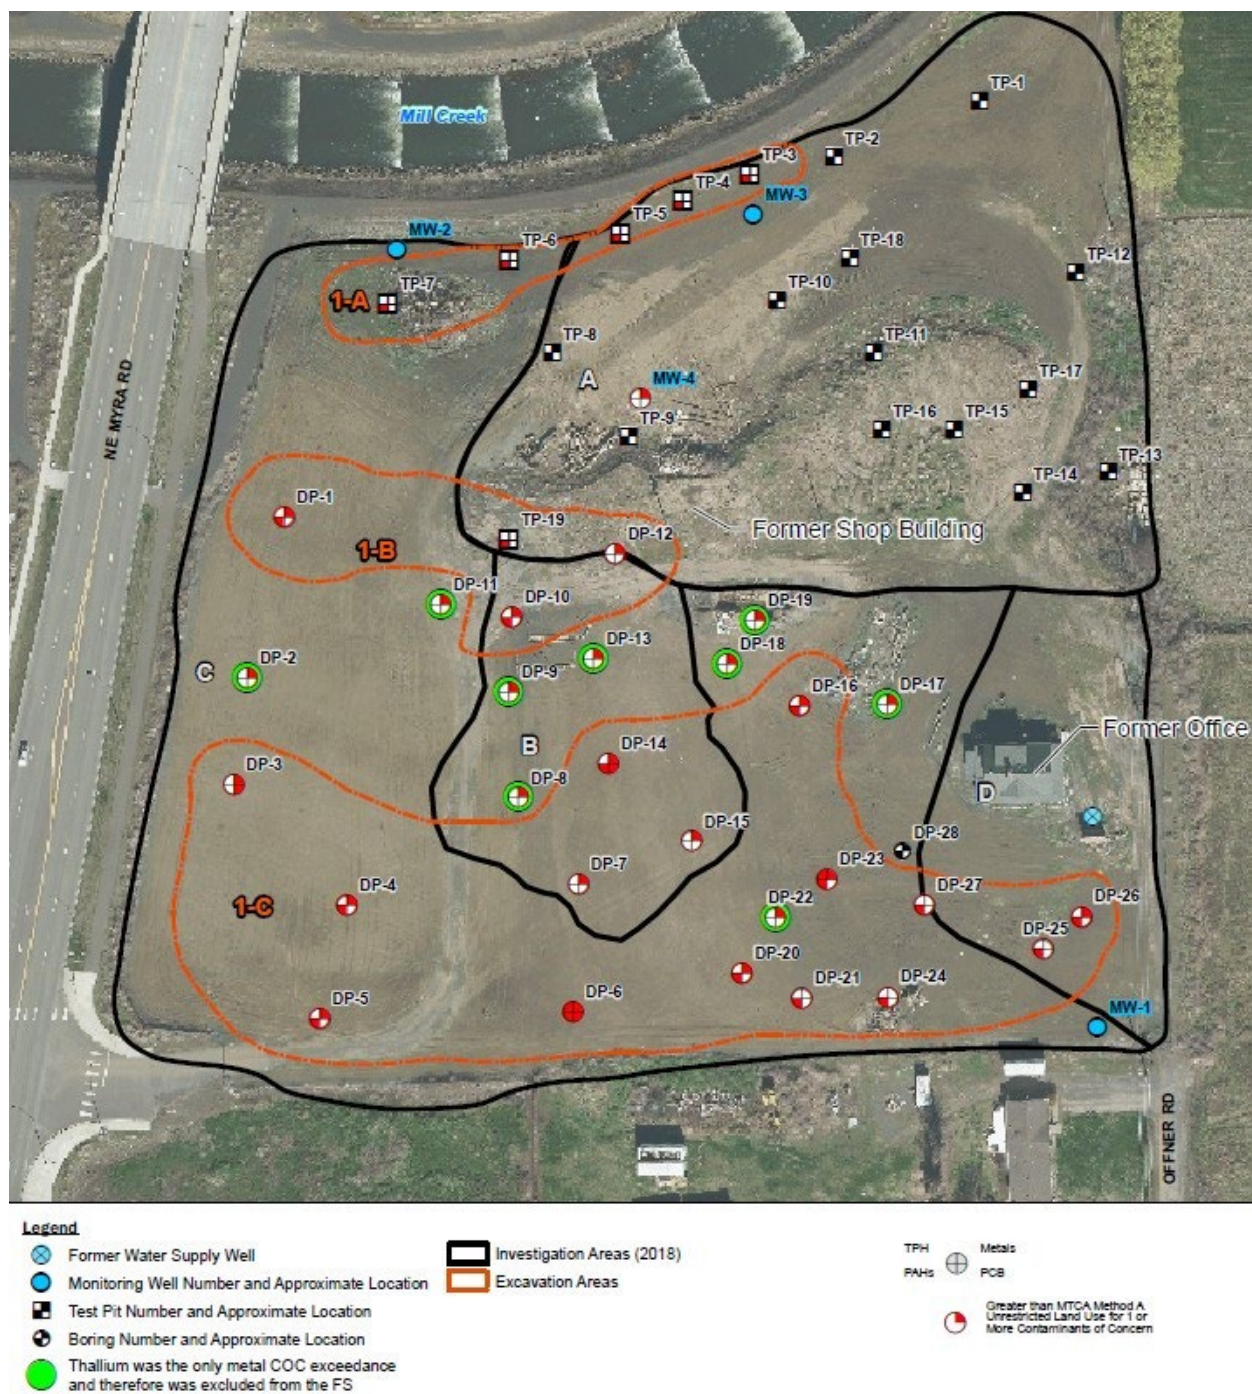 TP-1
Mill Creek
TP-2
TP-3
TP-4
MW-3
TP-5
MW-2
TP-6
TP-18
TP-12
TP-7
1-A
TP-10
TP-8
TP-11
NE MYRA RD
A
MW-4
TP-17
TP-9
TP-16
TP-15
TP-13
TP-14
DP-1
TP-19
Former Shop Building
DP-12
1-B
DP-11
DP-10
DP-19
DP-13
DP-18
DP-2
C
DP-9
DP-16
DP-17
Former Office
B
DP-14
DP-3
DP-8
D
DP-15
DP-28
DP-7
DP-23
DP-4
1-C
DP-22
DP-27
DP-26
DP-25
DP-20
DP-6
DP-21
DP-24
DP-5
MW-1
OFFNER RD
Legend
Former Water Supply Well
Monitoring Well Number and Approximate Location
Test Pit Number and Approximate Location
Boring Number and Approximate Location
Thallium was the only metal COC exceedance
and therefore was excluded from the FS
Investigation Areas (2018)
Excavation Areas
TPH Metals
PAHs PCB
Greater than MTCA Method A
Unrestricted Land Use for 1 or
More Contaminants of Concern